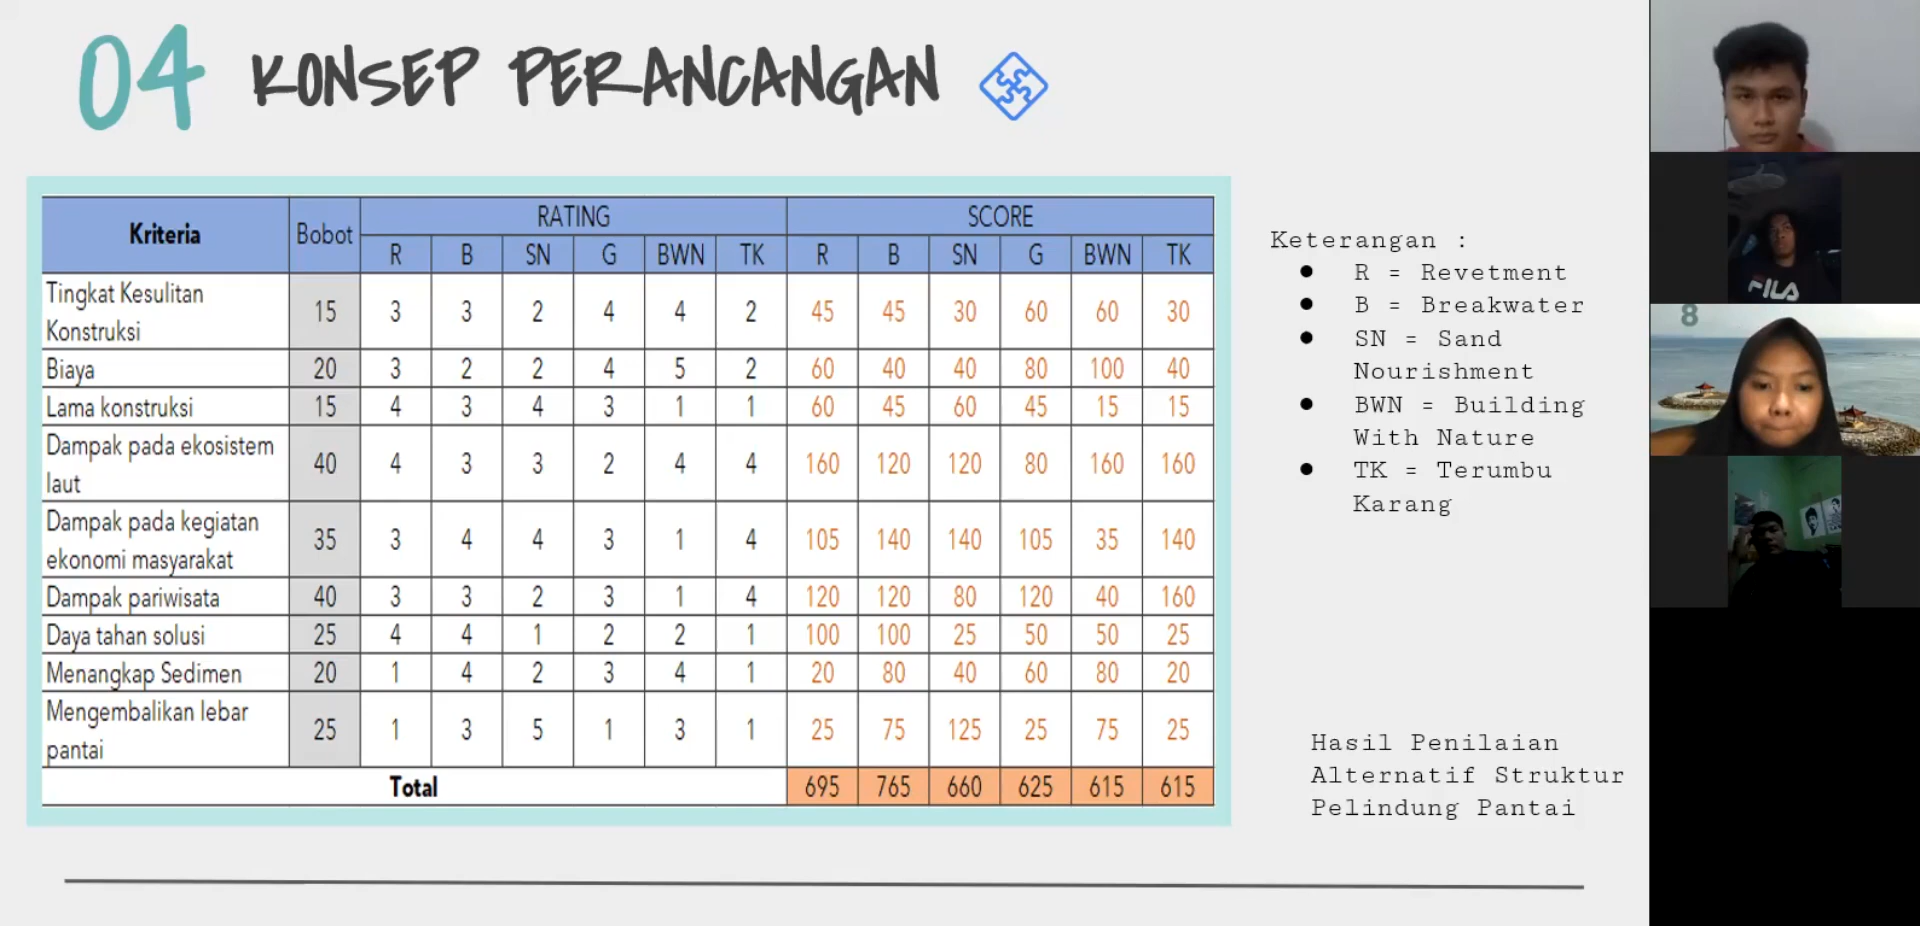 04 KONSEP PERANCANGAN
Kriteria Bobot RATING SCORE
R B SN G BWN TK R B SN G BWN TK
Tingkat Kesulitan
Konstruksi 15 3 3 2 4 4 2 45 45 30 60 60 30
Biaya 20 3 2 2 4 5 2 60 40 40 80 100 40
Lama konstruksi 15 4 3 4 3 1 1 60 45 60 45 15 15
Dampak pada ekosistem
laut 40 4 3 3 2 4 4 160 120 120 80 160 160
Dampak pada kegiatan
ekonomi masyarakat 35 3 4 4 3 1 4 105 140 140 105 35 140
Dampak pariwisata 40 3 3 2 3 1 4 120 120 80 120 40 160
Daya tahan solusi 25 4 4 1 2 2 1 100 100 25 50 50 25
Menangkap Sedimen 20 1 4 2 3 4 1 20 80 40 60 80 20
Mengembalikan lebar
pantai 25 1 3 5 1 3 1 25 75 125 25 75 25
Total 695 765 660 625 615 615
Keterangan :
● R = Revetment
● B = Breakwater
● SN = Sand
Nourishment
● BWN = Building
With Nature
● TK = Terumbu
Karang
Hasil Penilaian
Alternatif Struktur
Pelindung Pantai
FILA
8